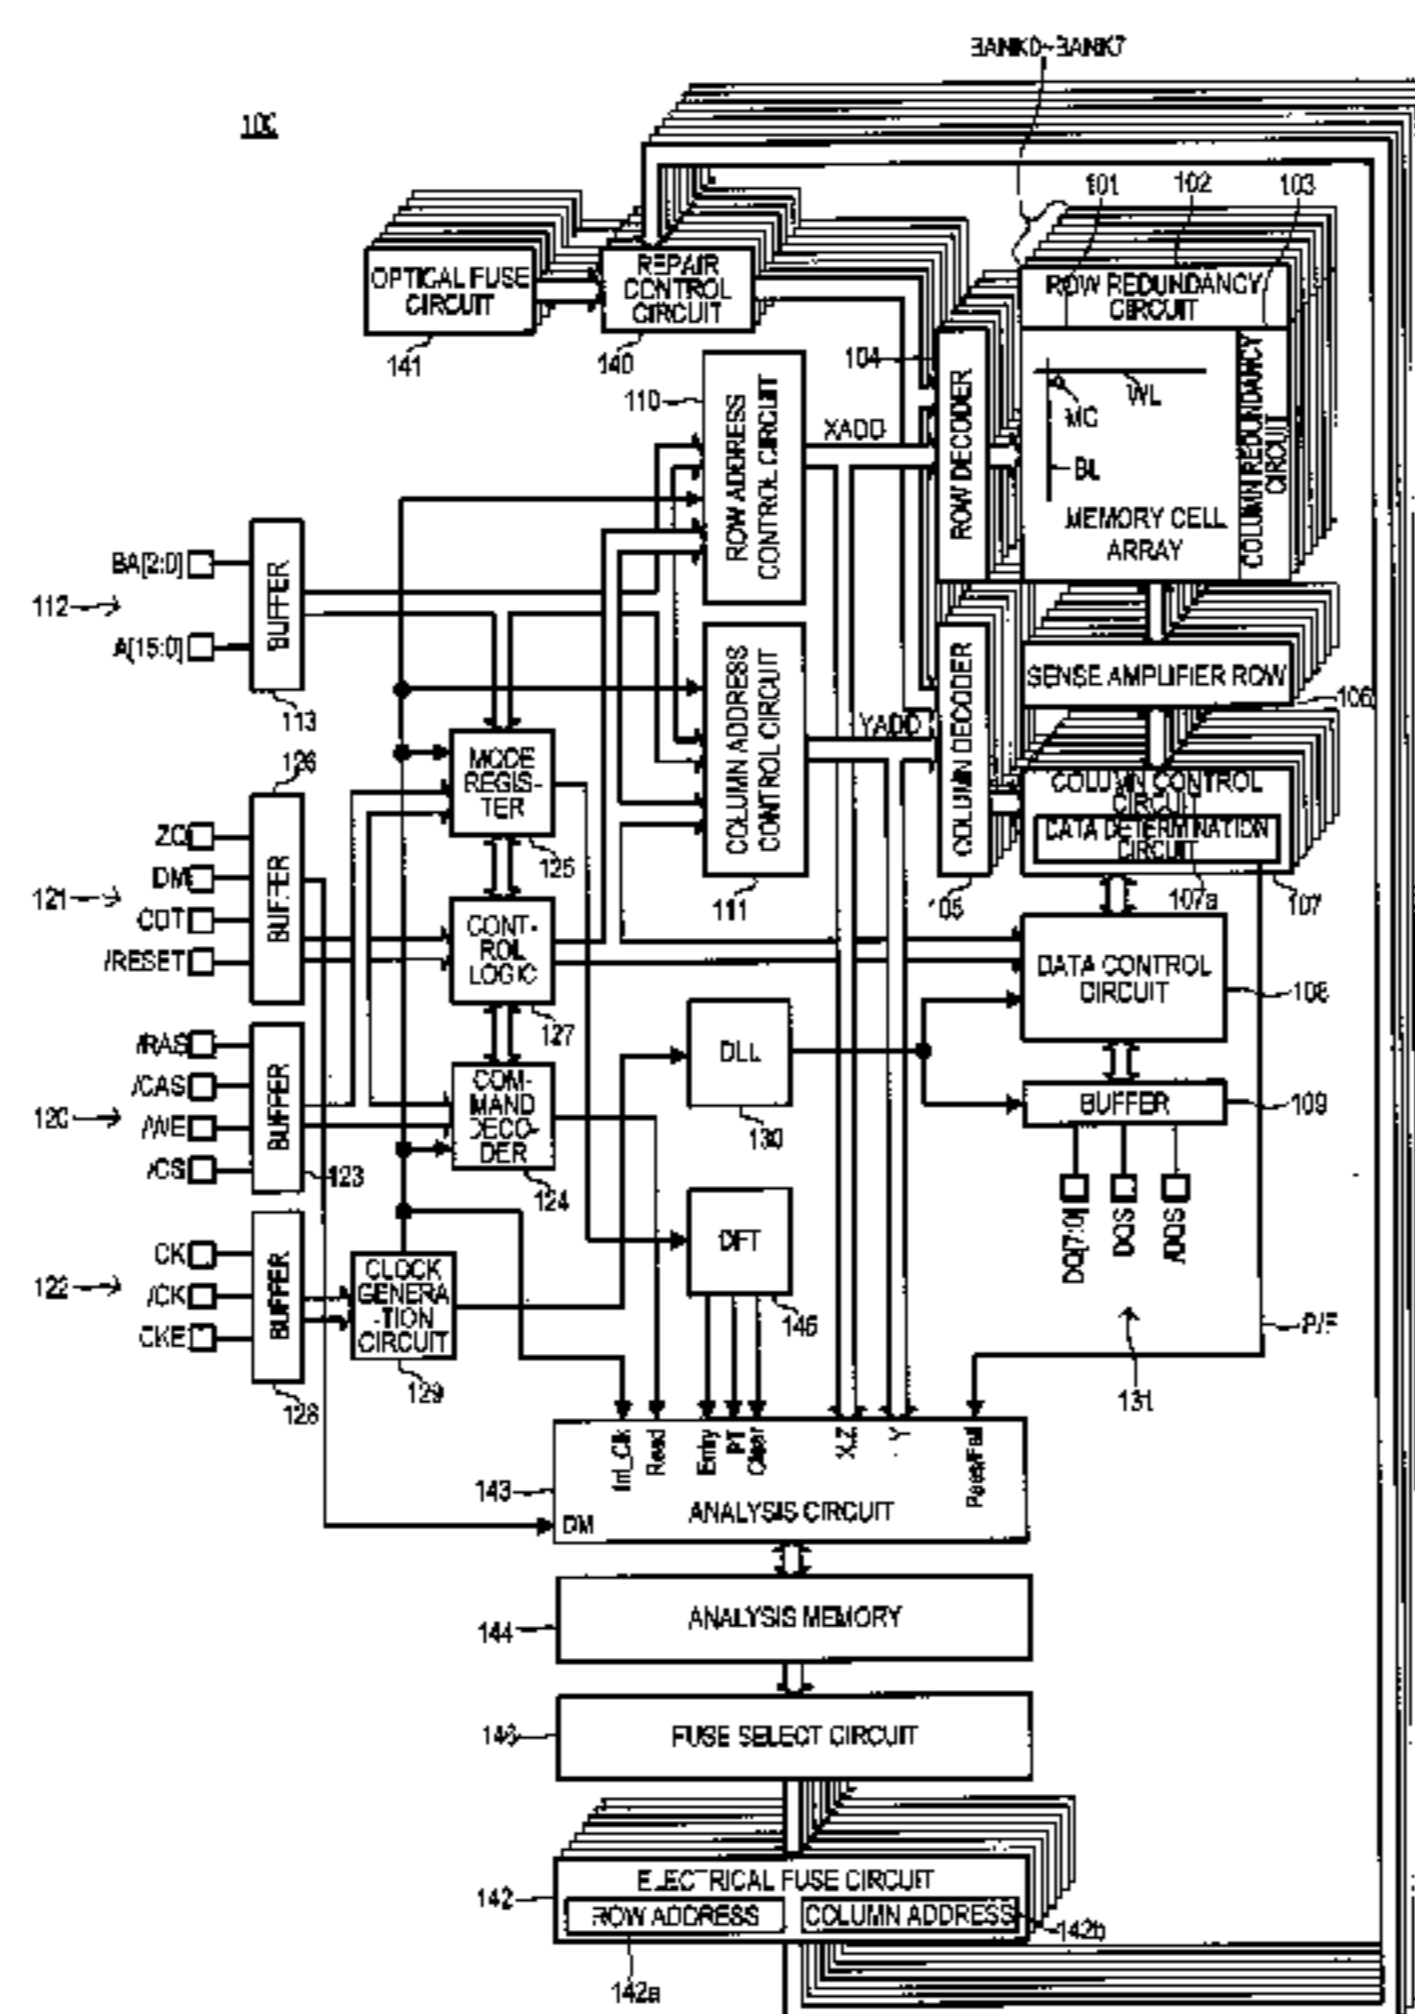 BANK0~BANK7
100
101
102
103
OPTICAL FUSE
CIRCUIT
141
REPAIR
CONTROL
CIRCUIT
140
ROW REDUNDANCY
CIRCUIT
COLUMN REDUNDANCY
CIRCUIT
104
ROW DECODER
WL
MC
BL
MEMORY CELL
ARRAY
110
ROW ADDRESS
CONTROL CIRCUIT
XADD
BA[2:0]
112
A[15:0]
BUFFER
113
COLUMN ADDRESS
CONTROL CIRCUIT
111
YADD
COLUMN DECODER
105
SENSE AMPLIFIER ROW
106
COLUMN CONTROL
CIRCUIT
DATA DETERMINATION
CIRCUIT
107a
107
MODE
REGIS-
TER
125
126
ZQ
DM
/RESET
121
BUFFER
CONT-
ROL
LOGIC
127
DATA CONTROL
CIRCUIT
108
/RAS
/CAS
/WE
/CS
120
BUFFER
123
COM-
MAND
DECO-
DER
124
DLL
130
BUFFER
109
DQ[7:0]
DQS
/DQS
131
P/F
DFT
CK
/CK
CKE
122
BUFFER
128
CLOCK
GENERA
-TION
CIRCUIT
129
Int_Clk
Read
Entry
PT
Clear
X,Z
Y
Pass/Fail
143
DM
ANALYSIS CIRCUIT
144
ANALYSIS MEMORY
FUSE SELECT CIRCUIT
142
ELECTRICAL FUSE CIRCUIT
ROW ADDRESS
COLUMN ADDRESS
142b
142a